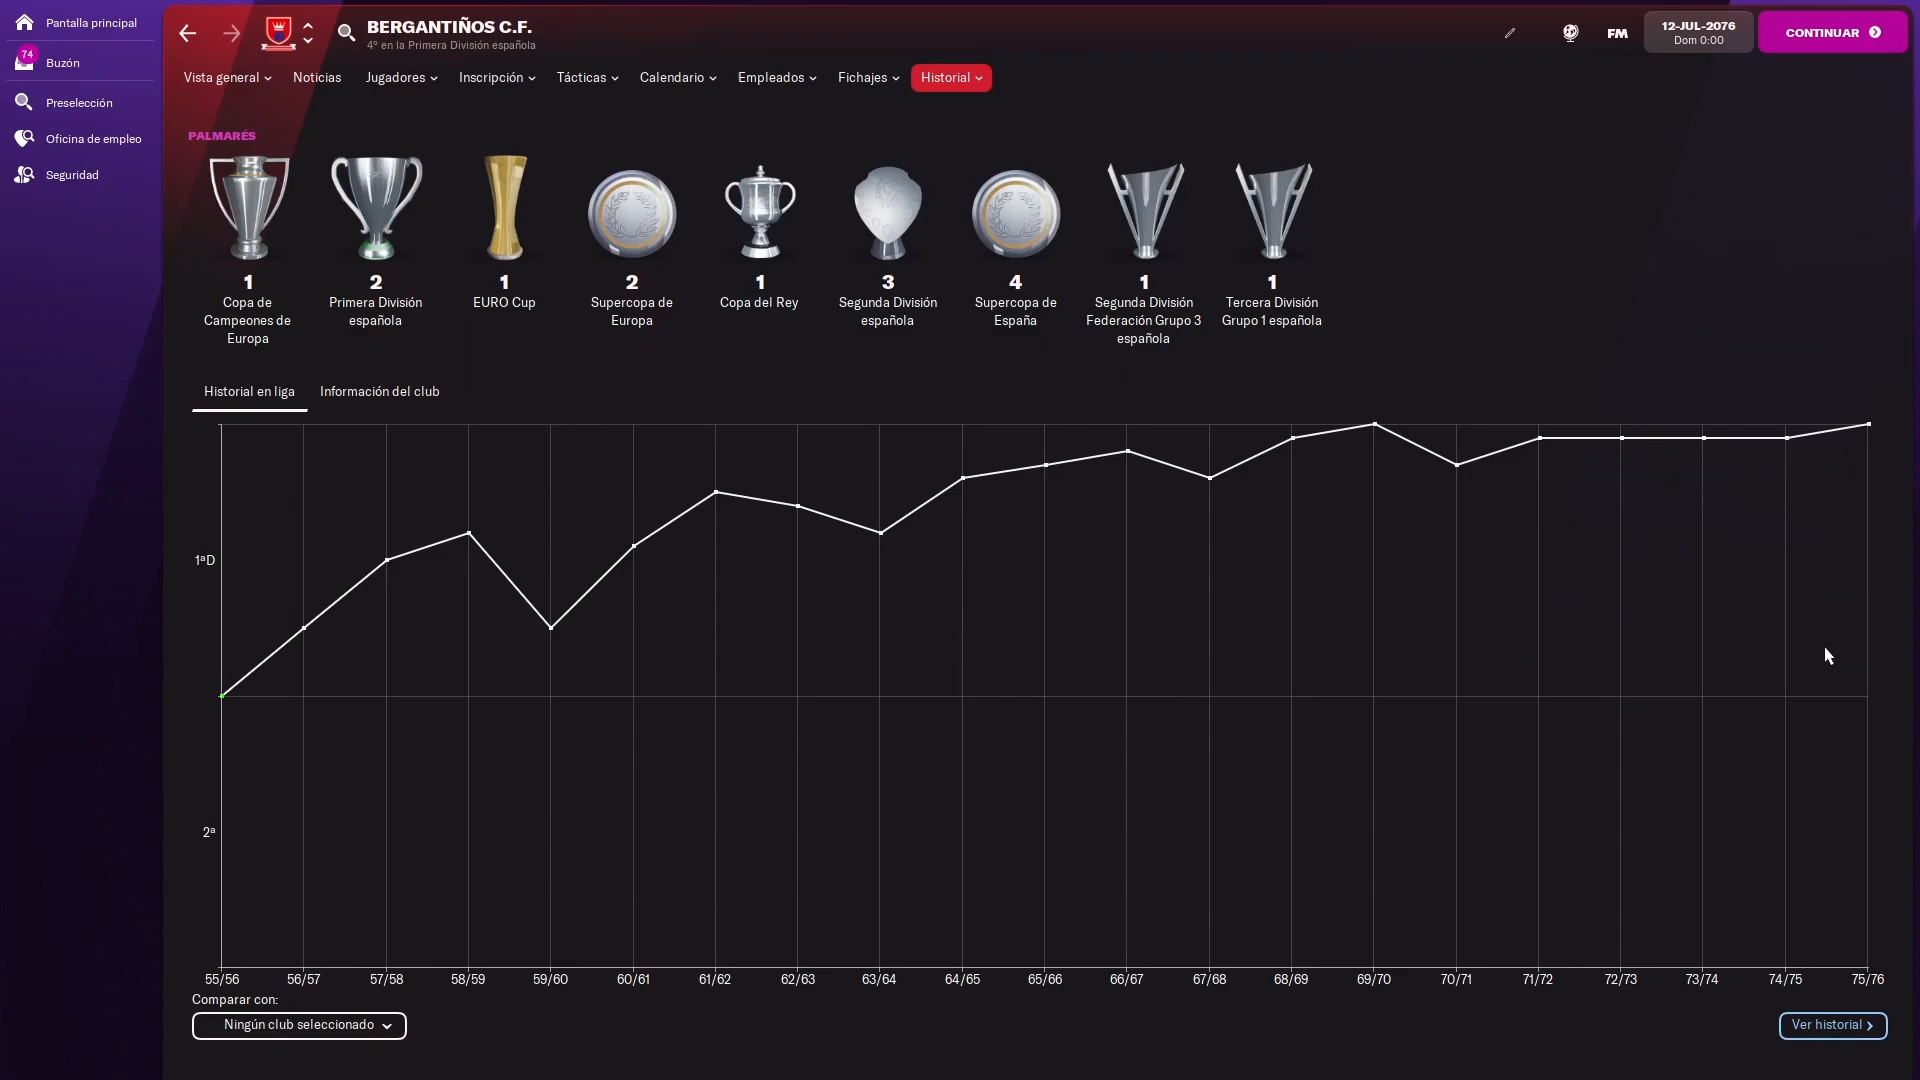 Pantalla principal
74
Buzón
Preselección
Oficina de empleo
Seguridad
BERGANTIÑOS C.F.
4º en la Primera División española
FM
12-JUL-2076
Dom 0:00
CONTINUAR
Vista general
Noticias
Jugadores
Inscripción
Tácticas
Calendario
Empleados
Fichajes
Historial
PALMARÉS
1
Copa de
Campeones de
Europa
2
Primera División
española
1
EURO Cup
2
Supercopa de
Europa
1
Copa del Rey
3
Segunda División
española
4
Supercopa de
España
1
Segunda División
Federación Grupo 3
española
1
Tercera División
Grupo 1 española
Historial en liga
Información del club
1ªD
2ª
55/56
56/57
57/58
58/59
59/60
60/61
61/62
62/63
63/64
64/65
65/66
66/67
67/68
68/69
69/70
70/71
71/72
72/73
73/74
74/75
75/76
Comparar con:
Ningún club seleccionado
Ver historial